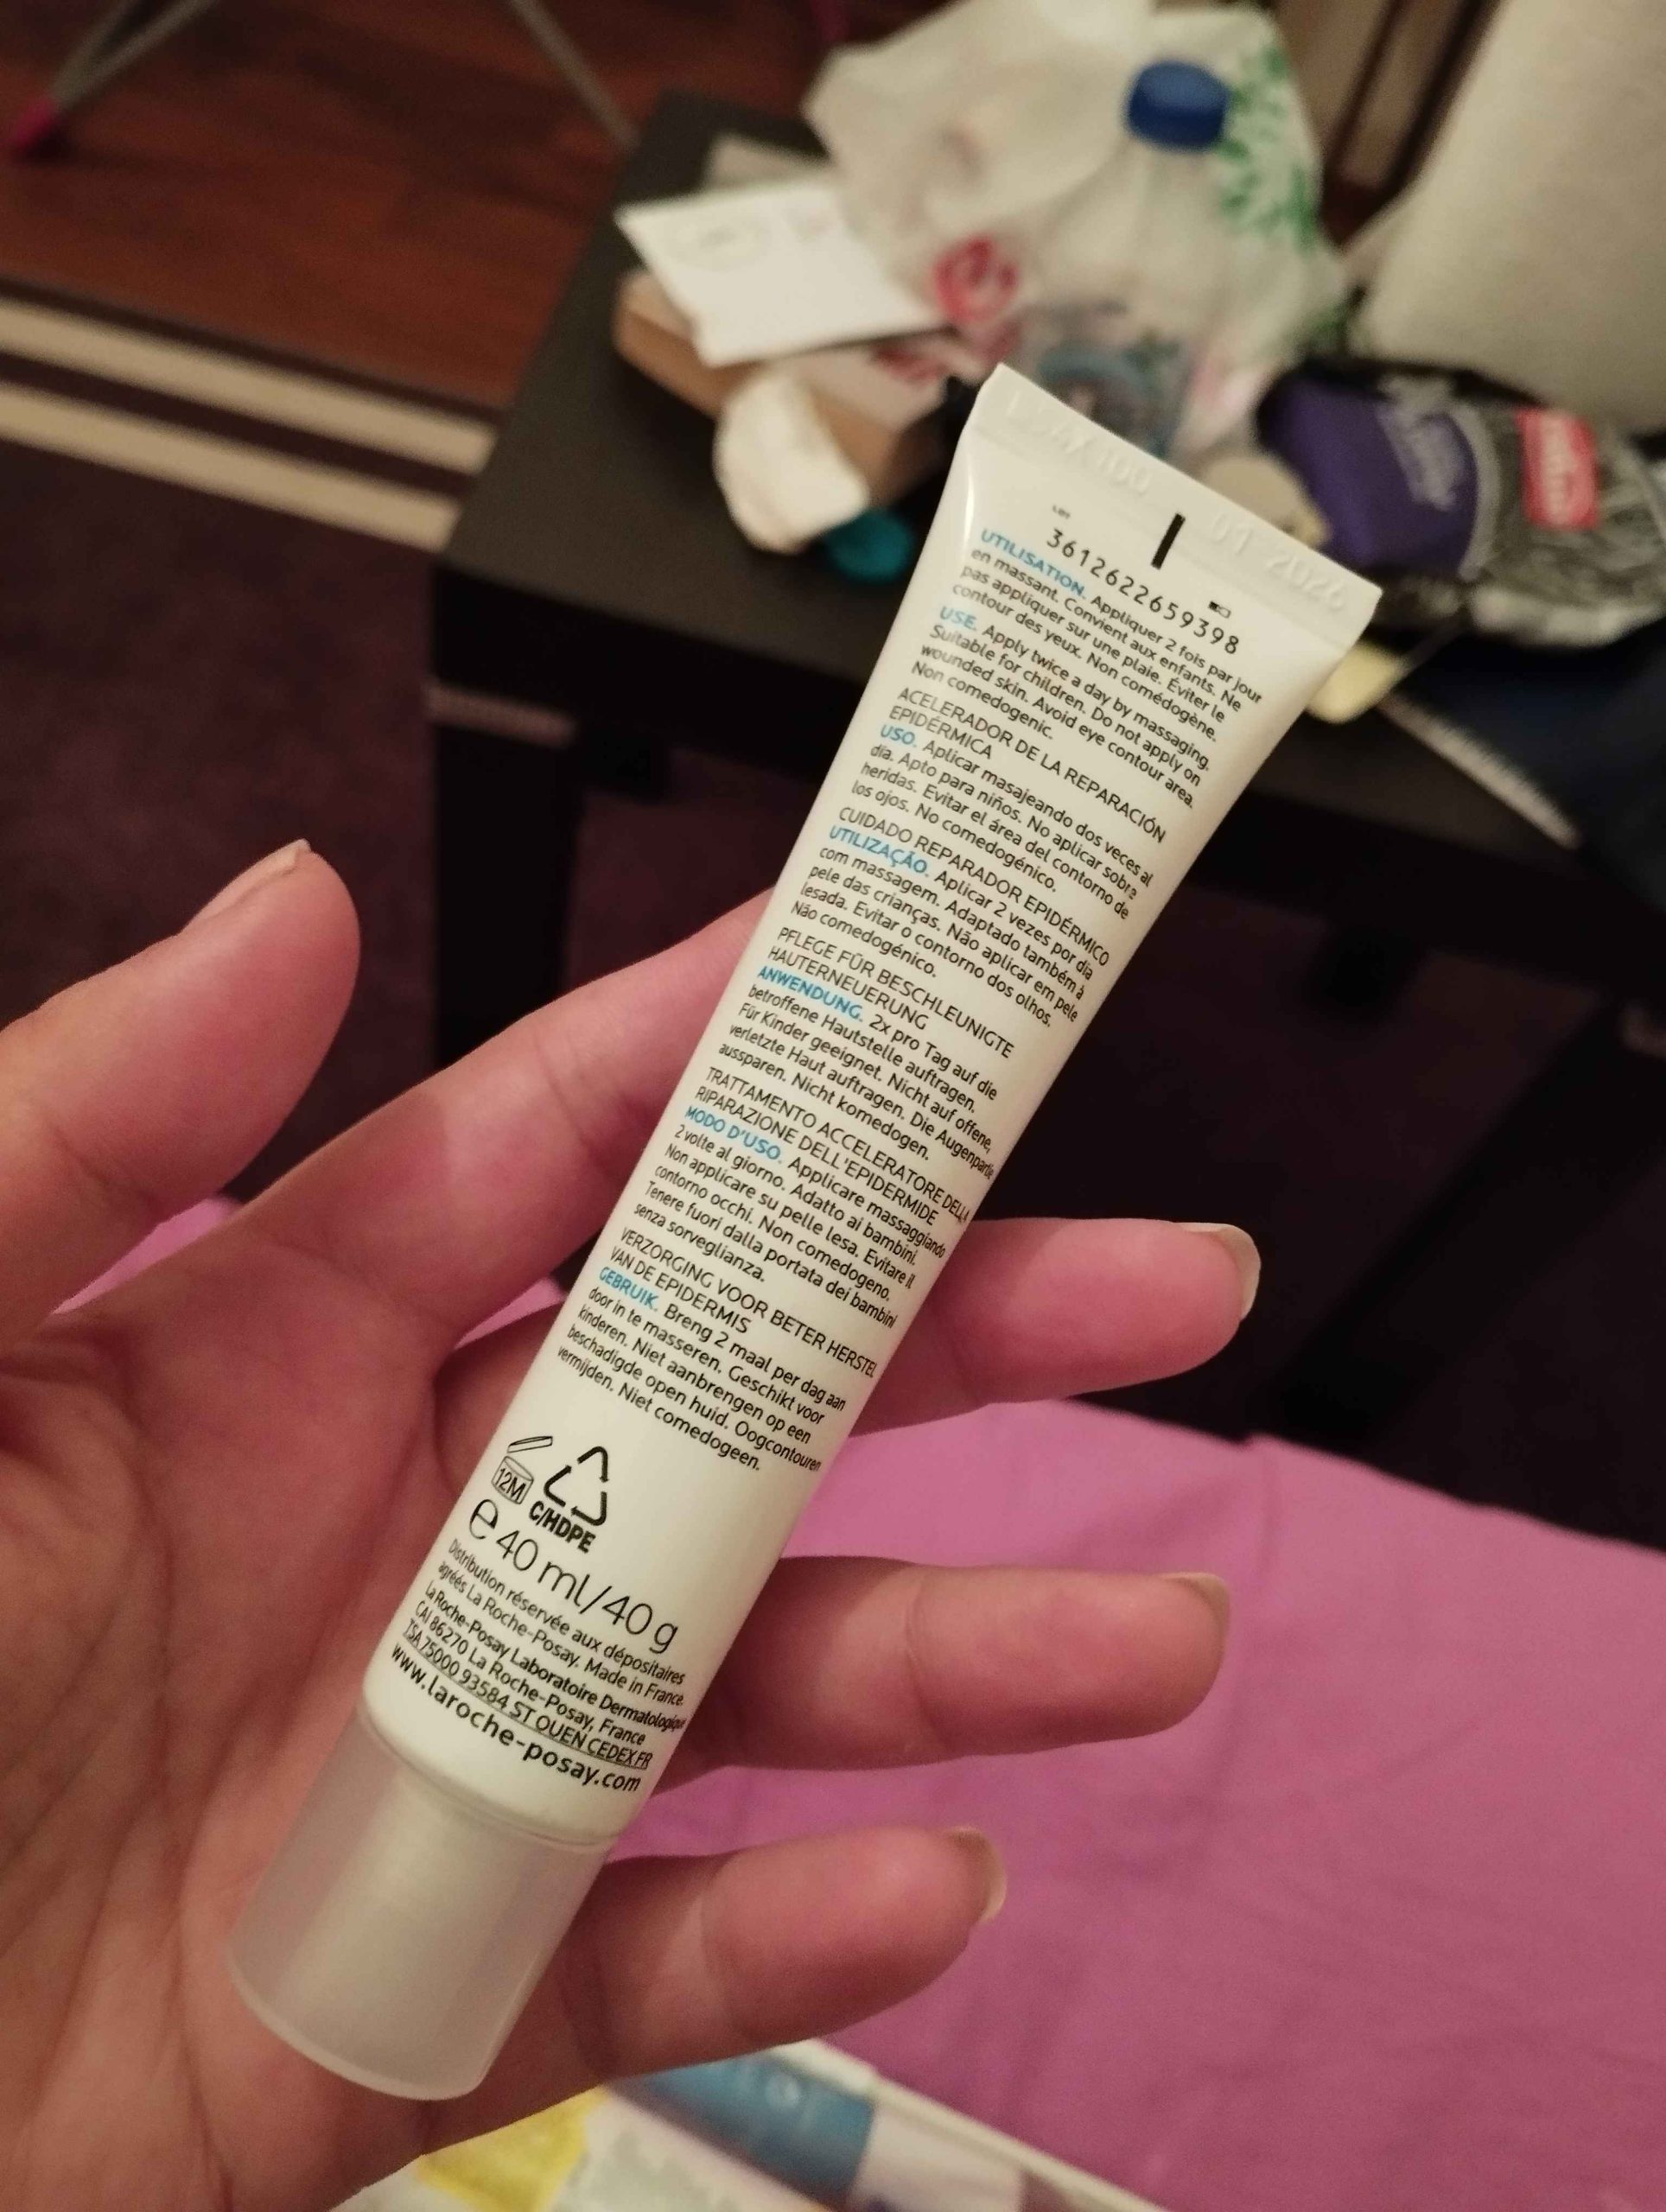 01 2026
LOT
3612622659398
UTILISATION. Appliquer 2 fois par jour
en massant. Convient aux enfants. Ne
pas appliquer sur une plaie. Éviter le
contour des yeux. Non comédogène.
USE. Apply twice a day by massaging.
Suitable for children. Do not apply on
wounded skin. Avoid eye contour area.
Non comedogenic.
ACELERADOR DE LA REPARACIÓN
EPIDÉRMICA
USO. Aplicar masajeando dos veces al
día. Apto para niños. No aplicar sobre
heridas. Evitar el área del contorno de
los ojos. No comedogénico.
CUIDADO REPARADOR EPIDÉRMICO
UTILIZAÇÃO. Aplicar 2 vezes por dia
com massagem. Adaptado também à
pele das crianças. Não aplicar em pele
lesada. Evitar o contorno dos olhos.
Não comedogénico.
PFLEGE FÜR BESCHLEUNIGTE
HAUTERNEUERUNG
ANWENDUNG. 2x pro Tag auf die
betroffene Hautstelle auftragen.
Für Kinder geeignet. Nicht auf offene,
verletzte Haut auftragen. Die Augenpartie
aussparen. Nicht komedogen.
TRATTAMENTO ACCELERATORE DELLA
RIPARAZIONE DELL'EPIDERMIDE
MODO D'USO. Applicare massaggiando
2 volte al giorno. Adatto ai bambini.
Non applicare su pelle lesa. Evitare il
contorno occhi. Non comedogeno.
Tenere fuori dalla portata dei bambini
senza sorveglianza.
VERZORGING VOOR BETER HERSTEL
VAN DE EPIDERMIS
GEBRUIK. Breng 2 maal per dag aan
door in te masseren. Geschikt voor
kinderen. Niet aanbrengen op een
beschadigde open huid. Oogcontouren
vermijden. Niet comedogeen.
12M
C/HDPE
e 40 ml/40 g
Distribution réservée aux dépositaires
agréés La Roche-Posay. Made in France.
La Roche-Posay Laboratoire Dermatologique
CAI 86270 La Roche-Posay, France
TSA 75000 93584 ST OUEN CEDEX FR
www.laroche-posay.com